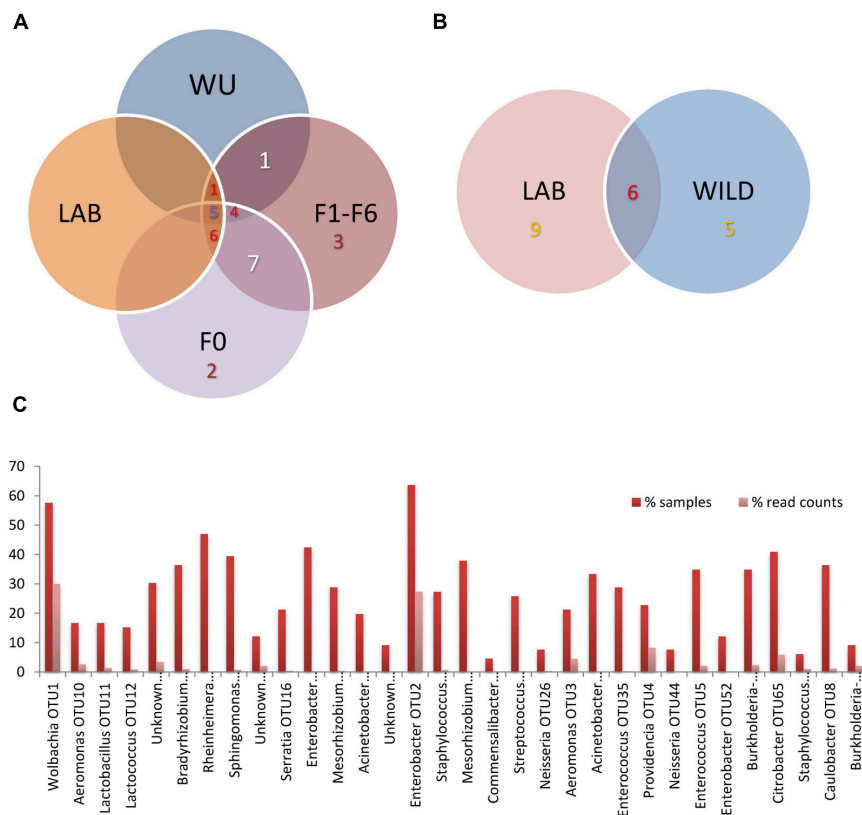 A
B
WU
LAB
F1-F6
F0
1
1
5
4
6
7
3
2
LAB
9
6
WILD
5
C
70
60
50
40
30
20
10
0
% samples
% read counts
Wolbachia OTU1
Aeromonas OTU10
Lactobacillus OTU11
Lactococcus OTU12
Unknown...
Bradyrhizobium...
Rheinheimera...
Sphingomonas...
Unknown...
Serratia OTU16
Enterobacter...
Mesorhizobium...
Acinetobacter...
Unknown...
Enterobacter OTU2
Staphylococcus...
Mesorhizobium...
Commensalibacter...
Streptococcus...
Neisseria OTU26
Aeromonas OTU3
Acinetobacter...
Enterococcus OTU35
Providencia OTU4
Neisseria OTU44
Enterococcus OTU5
Enterobacter OTU52
Burkholderia-...
Citrobacter OTU65
Staphylococcus...
Caulobacter OTU8
Burkholderia-...